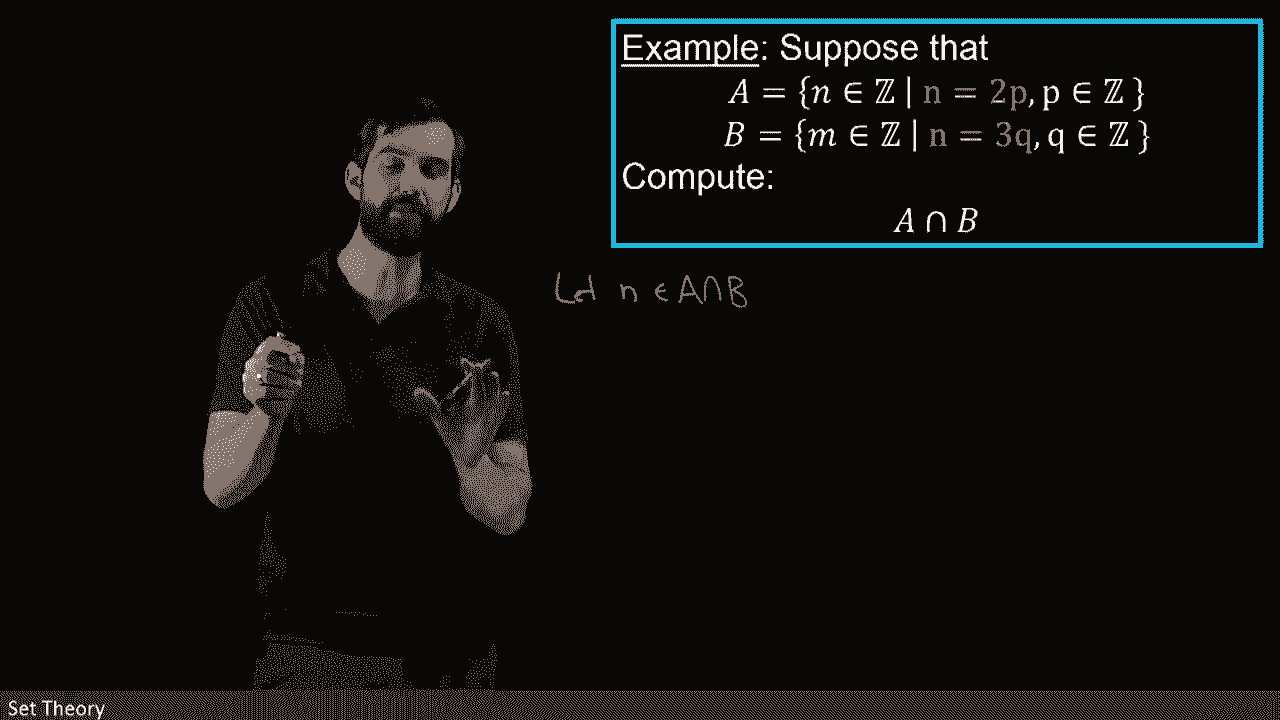 Example: Suppose that
A = {n ∈ ℤ | n = 2p, p ∈ ℤ }
B = {m ∈ ℤ | n = 3q, q ∈ ℤ }
Compute:
A ∩ B
Let n ∈ A∩B
Set Theory